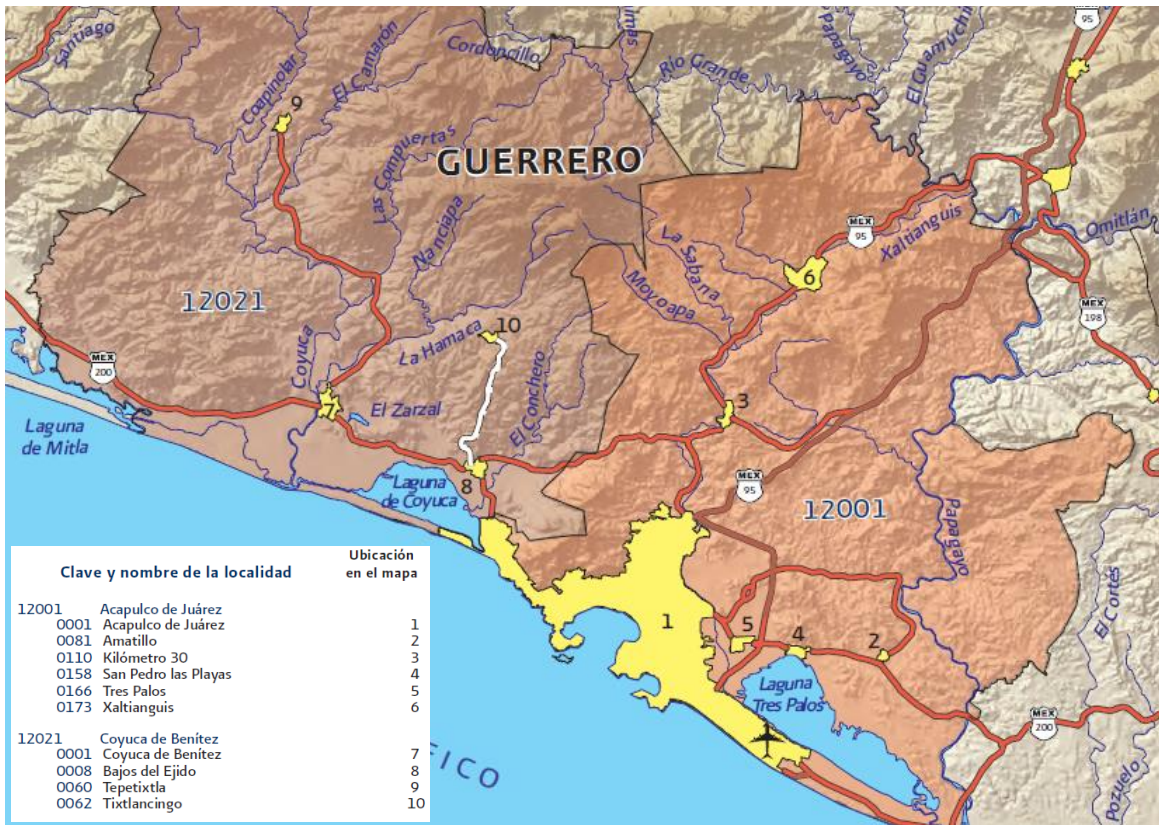 Santiago
Coapinolar
El Camarón
Cordoncillo
Río Grande
Papagayo
El Guamuchil
MEX
95
9
Las Compuertas
GUERRERO
Nanciapa
La Sabana
Moyoapa
6
MEX
95
Xaltianguis
Omitlán
12021
MEX
198
La Hamaca
10
Coyuca
MEX
200
El Conchero
7
El Zarzal
3
Laguna
de Mitla
8
Laguna
de Coyuca
MEX
95
12001
Papagayo
El Cortés
1
5
4
2
Laguna
Tres Palos
MEX
200
Pozuelo
FICO
Ubicación
Clave y nombre de la localidad en el mapa
12001 Acapulco de Juárez
0001 Acapulco de Juárez 1
0081 Amatillo 2
0110 Kilómetro 30 3
0158 San Pedro las Playas 4
0166 Tres Palos 5
0173 Xaltianguis 6
12021 Coyuca de Benítez
0001 Coyuca de Benítez 7
0008 Bajos del Ejido 8
0060 Tepetixtla 9
0062 Tixtlancingo 10